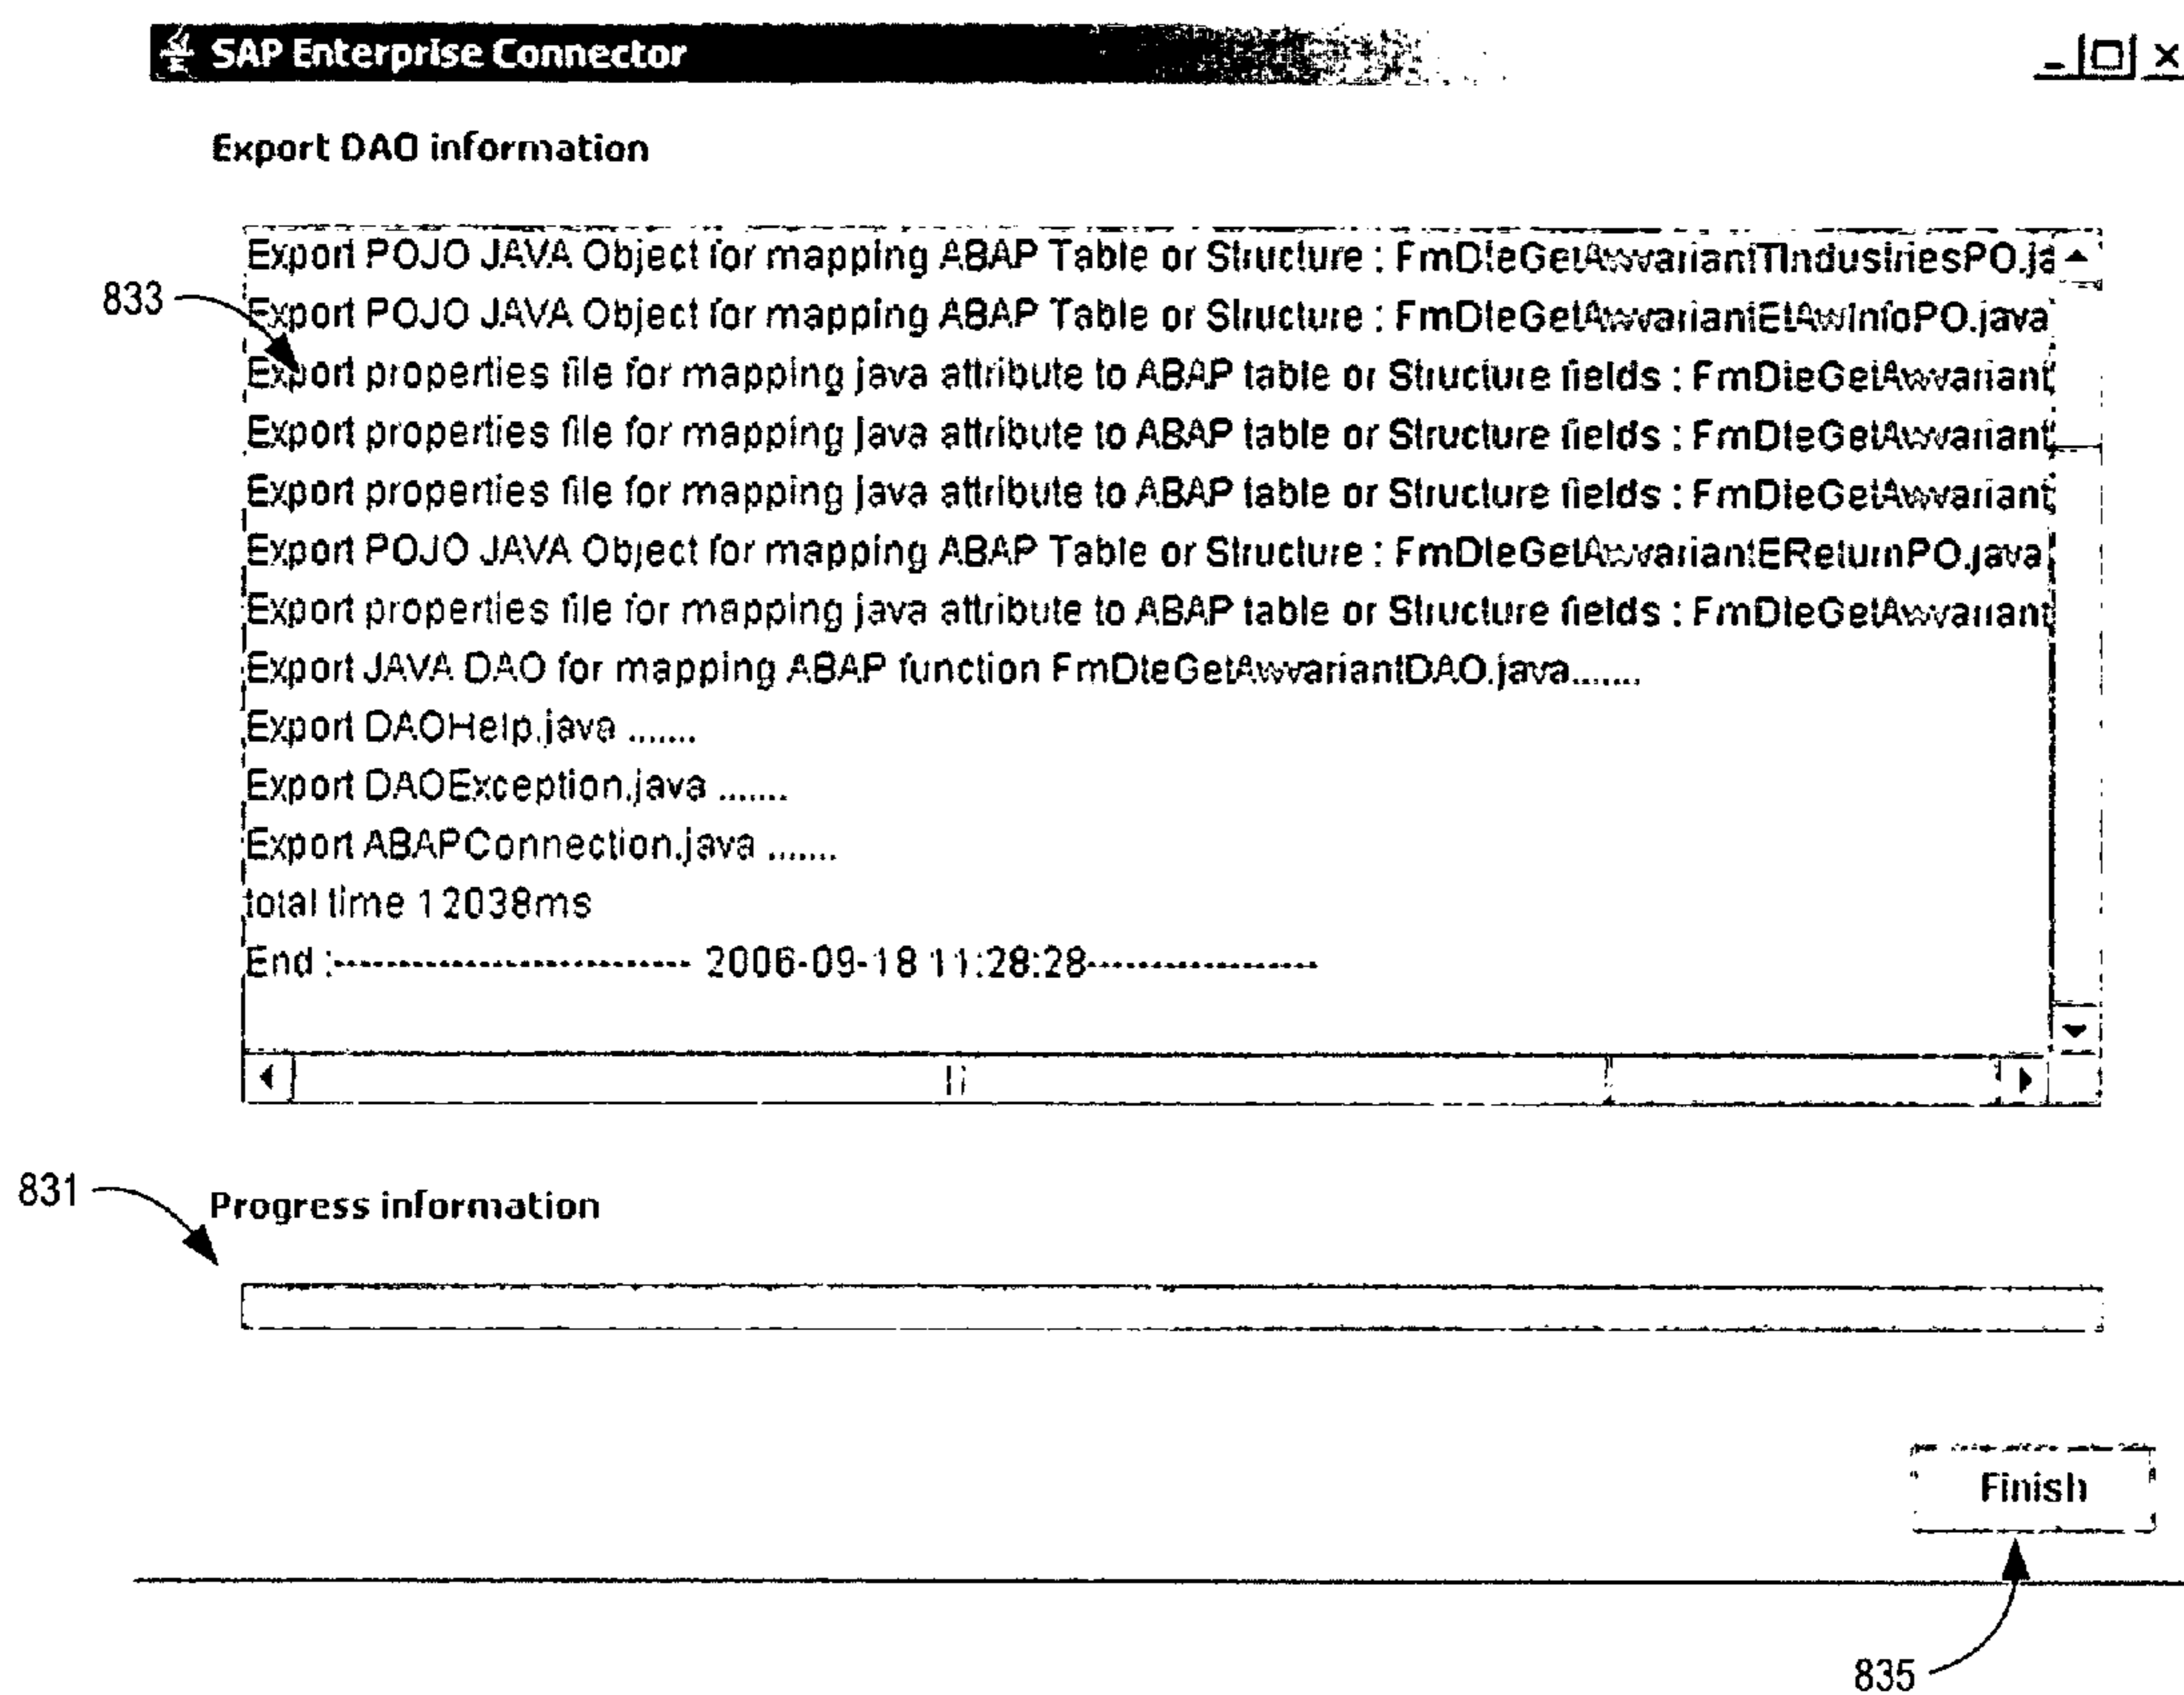 SAP Enterprise Connector
Export DAO information
Export POJO JAVA Object for mapping ABAP Table or Structure : FmDteGetAwvariantTIndustriesPO.ja
833
Export POJO JAVA Object for mapping ABAP Table or Structure : FmDteGetAwvariantEtAwInfoPO.java
Export properties file for mapping java attribute to ABAP table or Structure fields : FmDteGetAwvariant
Export properties file for mapping java attribute to ABAP table or Structure fields : FmDteGetAwvariant
Export properties file for mapping java attribute to ABAP table or Structure fields : FmDteGetAwvariant
Export POJO JAVA Object for mapping ABAP Table or Structure : FmDteGetAwvariantEReturnPO.java
Export properties file for mapping java attribute to ABAP table or Structure fields : FmDteGetAwvariant
Export JAVA DAO for mapping ABAP function FmDteGetAwvariantDAO.java.......
Export DAOHelp.java .......
Export DAOException.java .......
Export ABAPConnection.java .......
total time 12038ms
End :---------------------------- 2006-09-18 11:28:28------------------
831
Progress information
Finish
835